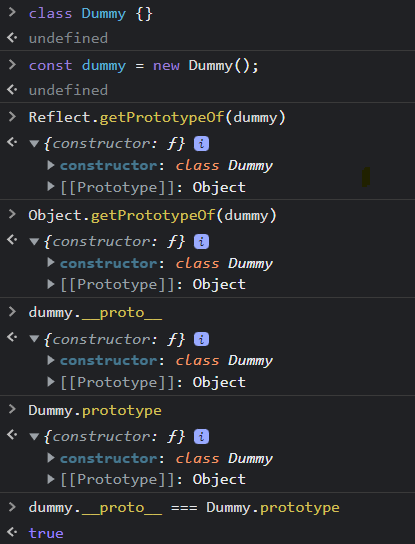 class Dummy {}
undefined
const dummy = new Dummy();
undefined
Reflect.getPrototypeOf(dummy)
{constructor: ƒ} i
constructor: class Dummy
[[Prototype]]: Object
Object.getPrototypeOf(dummy)
{constructor: ƒ} i
constructor: class Dummy
[[Prototype]]: Object
dummy.__proto__
{constructor: ƒ} i
constructor: class Dummy
[[Prototype]]: Object
Dummy.prototype
{constructor: ƒ} i
constructor: class Dummy
[[Prototype]]: Object
dummy.__proto__ === Dummy.prototype
true